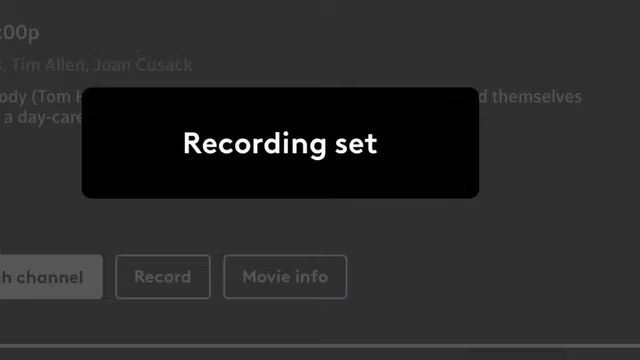 :00p
, Tim Allen, Joan Cusack
ody (Tom d themselves
a day-care
Recording set
h channel
Record
Movie info